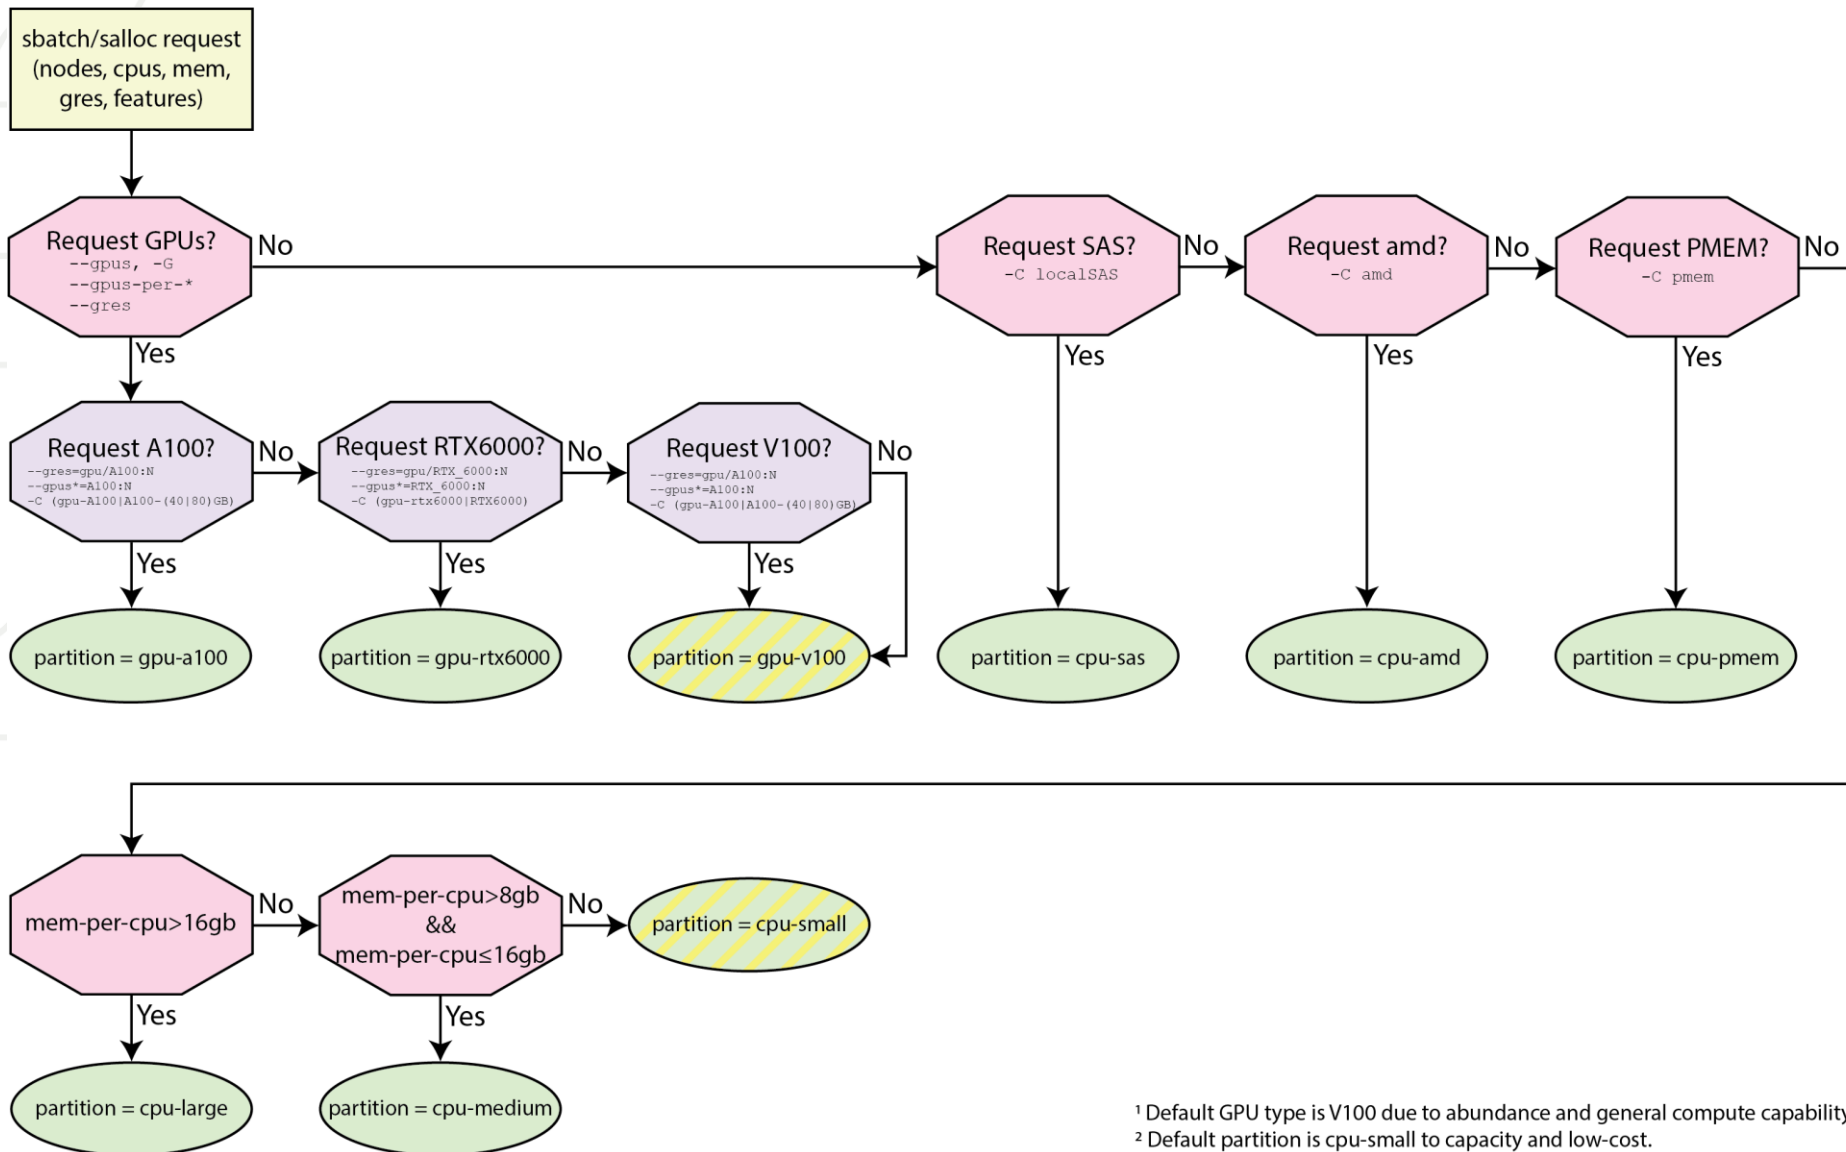 sbatch/salloc request
(nodes, cpus, mem,
gres, features)
Request GPUs?
--gpus, -G
--gpus-per-*
--gres
No
Yes
Request SAS?
-C localSAS
No
Yes
Request amd?
-C amd
No
Yes
Request PMEM?
-C pmem
No
Yes
Request A100?
--gres=gpu/A100:N
--gpus*=A100:N
-C (gpu-A100|A100-(40|80)GB)
No
Yes
Request RTX6000?
--gres=gpu/RTX_6000:N
--gpus*=RTX_6000:N
-C (gpu-rtx6000|RTX6000)
No
Yes
Request V100?
--gres=gpu/A100:N
--gpus*=A100:N
-C (gpu-A100|A100-(40|80)GB)
No
Yes
partition = gpu-a100
partition = gpu-rtx6000
partition = gpu-v100
partition = cpu-sas
partition = cpu-amd
partition = cpu-pmem
mem-per-cpu>16gb
No
Yes
mem-per-cpu>8gb
&&
mem-per-cpu≤16gb
No
Yes
partition = cpu-small
partition = cpu-large
partition = cpu-medium
¹ Default GPU type is V100 due to abundance and general compute capability
² Default partition is cpu-small to capacity and low-cost.